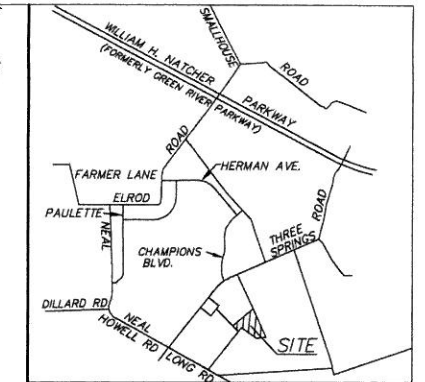 SMALLHOUSE
ROAD
WILLIAM H. NATCHER
PARKWAY
(FORMERLY GREEN RIVER PARKWAY)
ROAD
HERMAN AVE.
FARMER LANE
ELROD
PAULETTE
NEAL
ROAD
THREE
SPRINGS
CHAMPIONS
BLVD.
DILLARD RD
NEAL
HOWELL RD
LONG RD
SITE